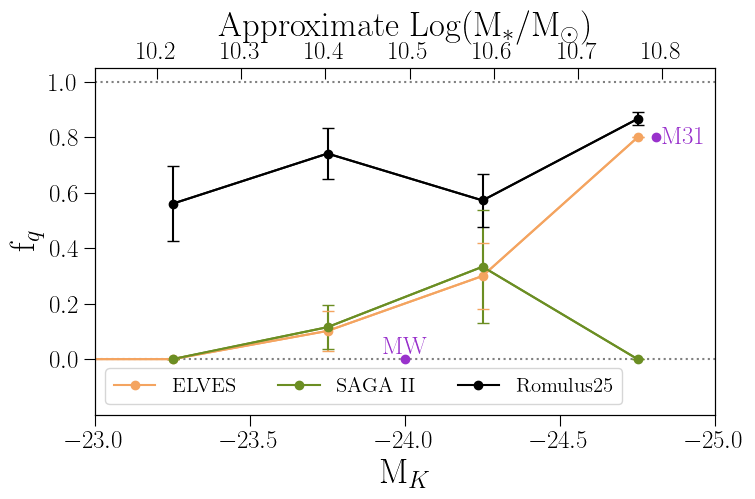 Approximate Log(M*/M☉)
10.2 10.3 10.4 10.5 10.6 10.7 10.8
1.0
0.8
0.6
0.4
0.2
0.0
f_q
M31
MW
ELVES SAGA II Romulus25
−23.0 −23.5 −24.0 −24.5 −25.0
M_K